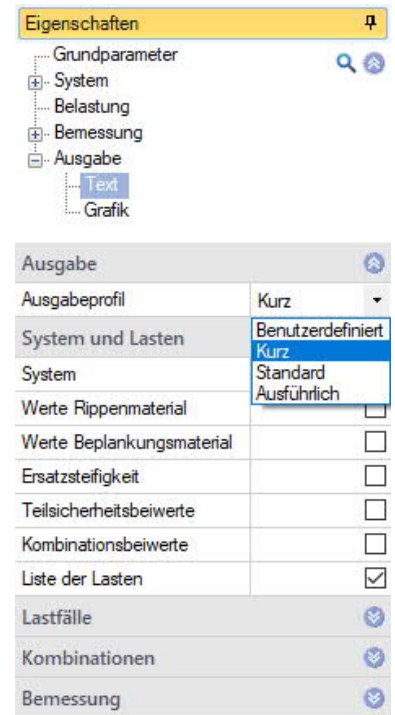 Eigenschaften
Grundparameter
System
Belastung
Bemessung
Ausgabe
Text
Grafik
Ausgabe
Ausgabeprofil Kurz
System und Lasten Benutzerdefiniert
Kurz
System Standard
Ausführlich
Werte Rippenmaterial
Werte Beplankungsmaterial
Ersatzsteifigkeit
Teilsicherheitsbeiwerte
Kombinationsbeiwerte
Liste der Lasten
Lastfälle
Kombinationen
Bemessung